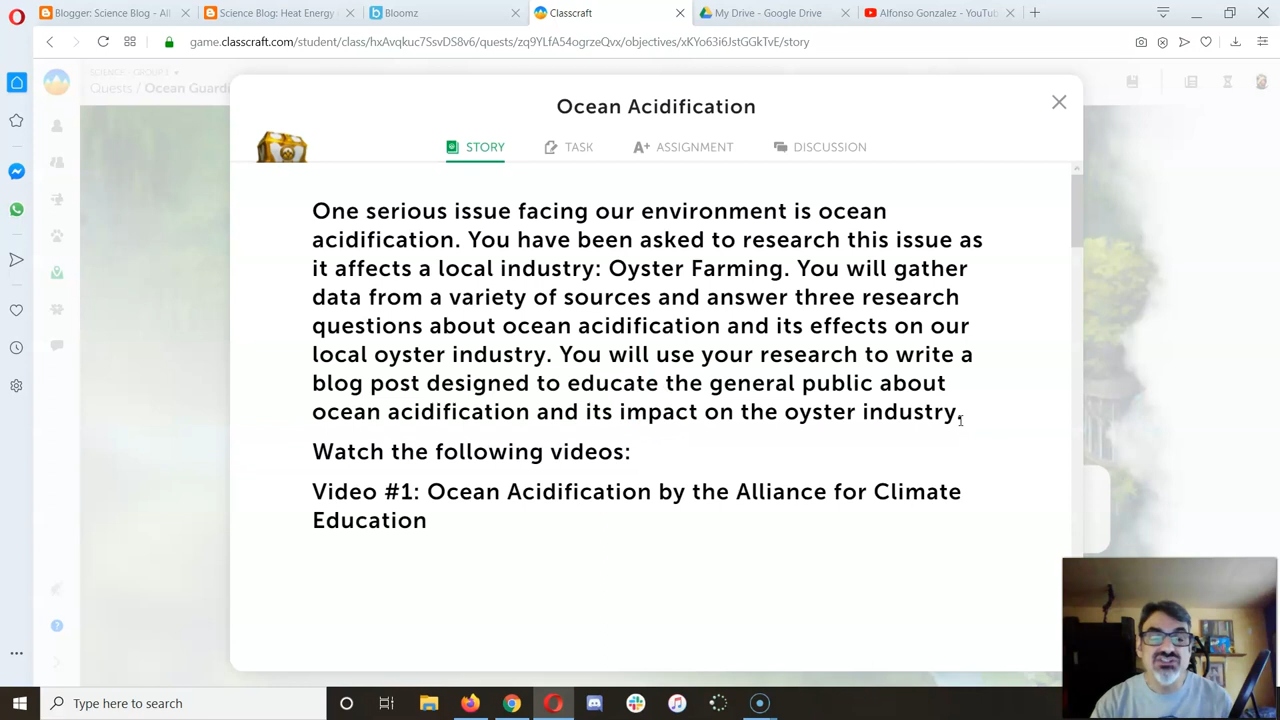 Blogger: Science Blog - All
Science Blog: Heat Energy
Bloomz
Classcraft
My Drive - Google Drive
Alfonso Gonzalez - YouTub
game.classcraft.com/student/class/hxAvqkuc7SsvDS8v6/quests/zq9YLfA54ogrzeQvx/objectives/xKYo63i6JstGGkTvE/story
SCIENCE - GROUP 1
Quests / Ocean Guardi
Ocean Acidification
STORY
TASK
A+ ASSIGNMENT
DISCUSSION
One serious issue facing our environment is ocean
acidification. You have been asked to research this issue as
it affects a local industry: Oyster Farming. You will gather
data from a variety of sources and answer three research
questions about ocean acidification and its effects on our
local oyster industry. You will use your research to write a
blog post designed to educate the general public about
ocean acidification and its impact on the oyster industry.
Watch the following videos:
Video #1: Ocean Acidification by the Alliance for Climate
Education
Type here to search